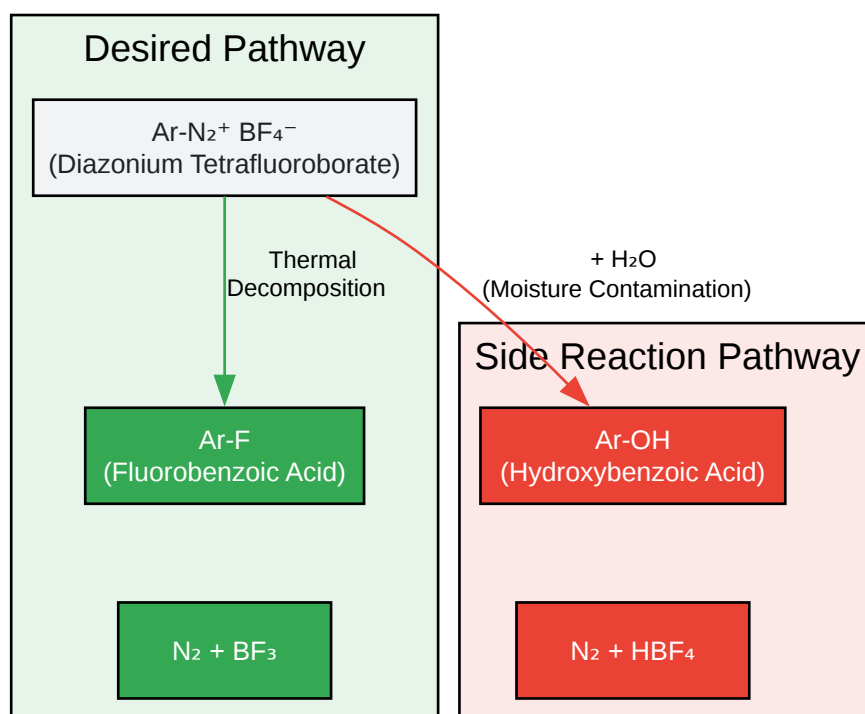 Desired Pathway
Ar-N₂⁺ BF₄⁻
(Diazonium Tetrafluoroborate)
Thermal
Decomposition
+ H₂O
(Moisture Contamination)
Side Reaction Pathway
Ar-F
(Fluorobenzoic Acid)
Ar-OH
(Hydroxybenzoic Acid)
N₂ + BF₃
N₂ + HBF₄